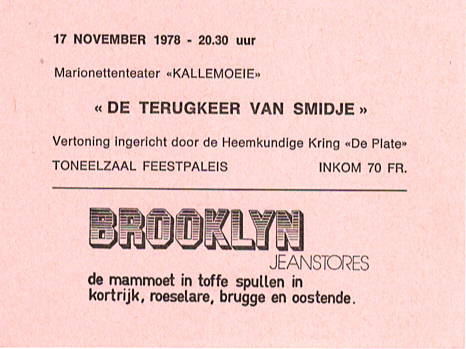 17 NOVEMBER 1978 - 20.30 uur
Marionettenteater «KALLEMOEIE»
« DE TERUGKEER VAN SMIDJE »
Vertoning ingericht door de Heemkundige Kring «De Plate»
TONEELZAAL FEESTPALEIS INKOM 70 FR.
BROOKLYN
JEANSTORES
de mammoet in toffe spullen in
kortrijk, roeselare, brugge en oostende.